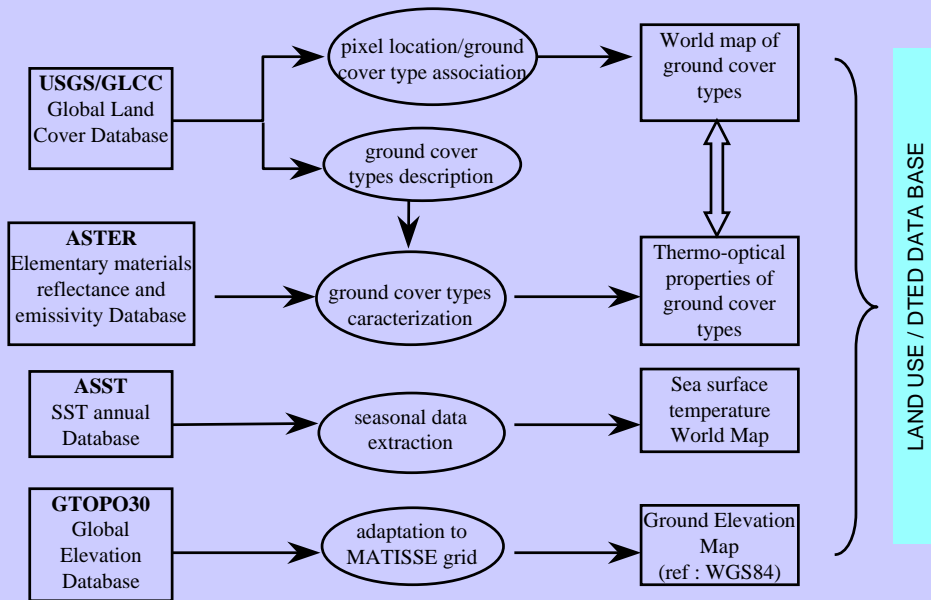 USGS/GLCC
Global Land
Cover Database
pixel location/ground
cover type association
World map of
ground cover
types
ground cover
types description
ASTER
Elementary materials
reflectance and
emissivity Database
ground cover types
caracterization
Thermo-optical
properties of
ground cover
types
ASST
SST annual
Database
seasonal data
extraction
Sea surface
temperature
World Map
GTOPO30
Global
Elevation
Database
adaptation to
MATISSE grid
Ground Elevation
Map
(ref : WGS84)
LAND USE / DTED DATA BASE